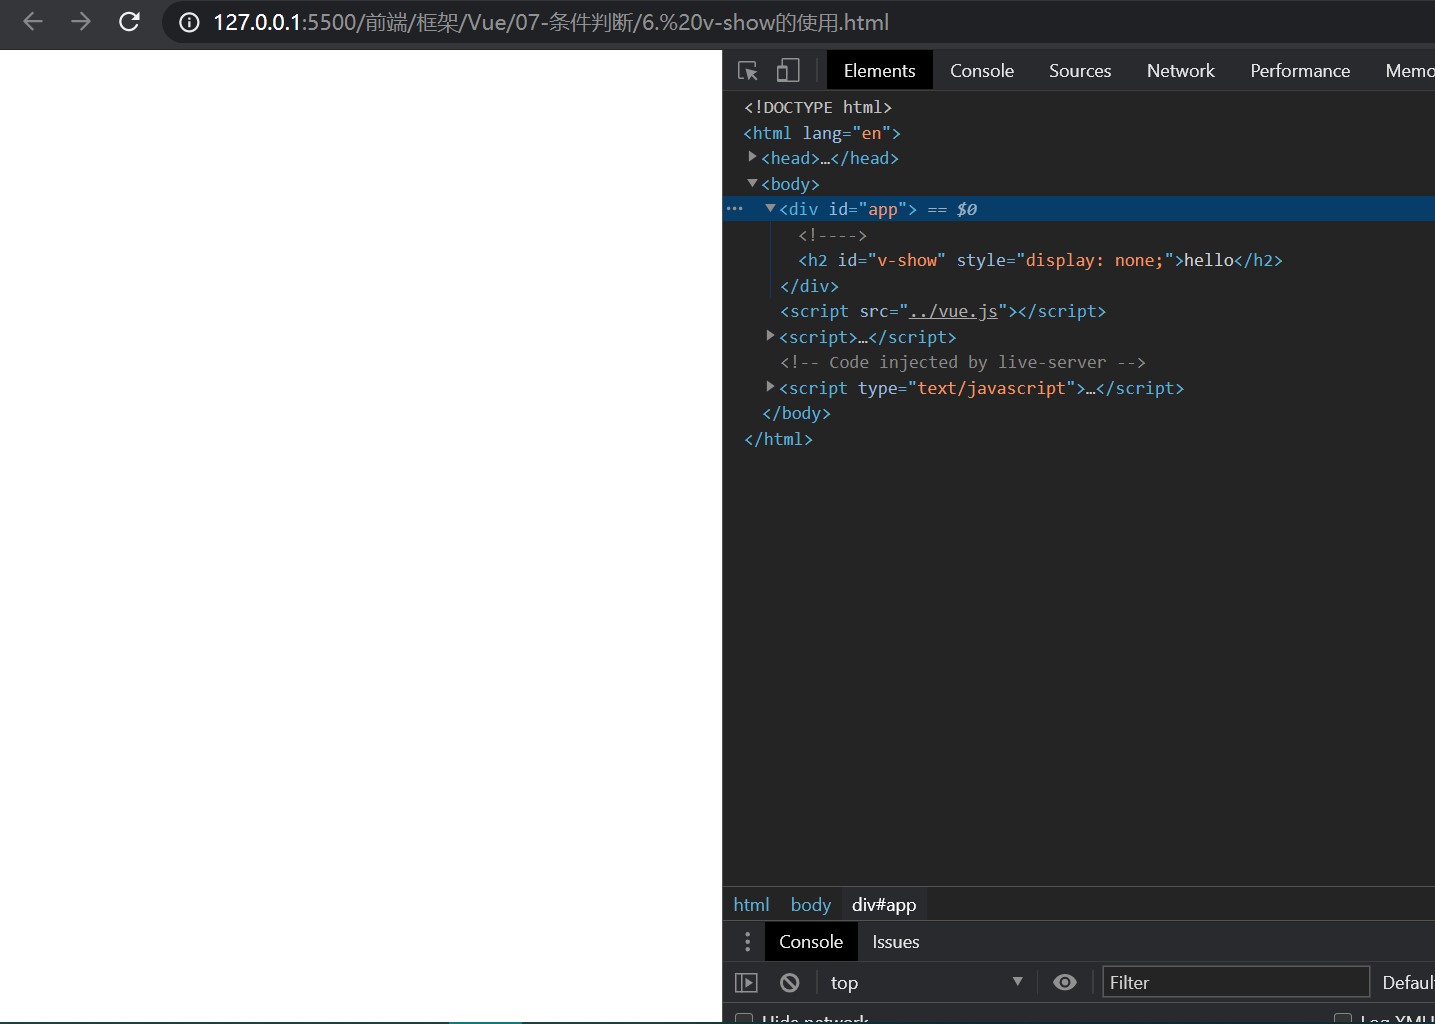 127.0.0.1:5500/前端/框架/Vue/07-条件判断/6.%20v-show的使用.html
Elements Console Sources Network Performance Memo
<!DOCTYPE html>
<html lang="en">
<head>…</head>
<body>
<div id="app"> == $0
<!---->
<h2 id="v-show" style="display: none;">hello</h2>
</div>
<script src="../vue.js"></script>
<script>…</script>
<!-- Code injected by live-server -->
<script type="text/javascript">…</script>
</body>
</html>
html body div#app
Console Issues
top Filter Defaul
Hide network Log XMLH